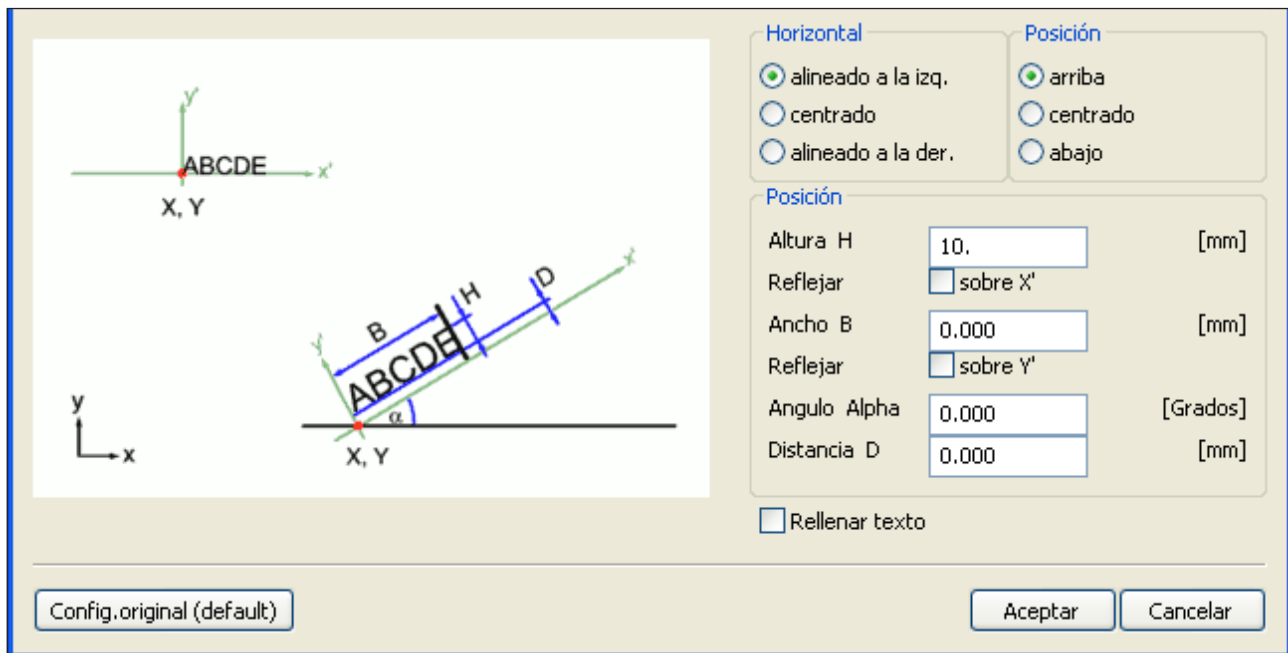 y'
ABCDE
x'
X, Y
x'
D
H
B
y'
ABCDE
α
X, Y
y
x
Horizontal
alineado a la izq.
centrado
alineado a la der.
Posición
arriba
centrado
abajo
Posición
Altura H 10. [mm]
Reflejar sobre X'
Ancho B 0.000 [mm]
Reflejar sobre Y'
Angulo Alpha 0.000 [Grados]
Distancia D 0.000 [mm]
Rellenar texto
Config.original (default)
Aceptar
Cancelar